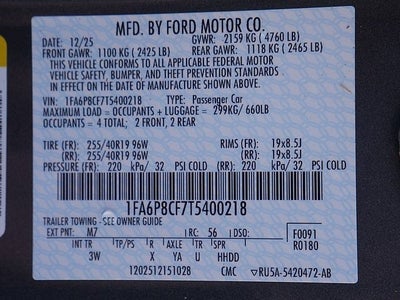 MFD. BY FORD MOTOR CO.
DATE: 12/25 GVWR: 2159 KG ( 4760 LB)
FRONT GAWR: 1100 KG ( 2425 LB) REAR GAWR: 1118 KG ( 2465 LB)
THIS VEHICLE CONFORMS TO ALL APPLICABLE FEDERAL MOTOR
VEHICLE SAFETY, BUMPER, AND THEFT PREVENTION STANDARDS
IN EFFECT ON THE DATE OF MANUFACTURE SHOWN ABOVE.
VIN: 1FA6P8CF7T5400218 TYPE: Passenger Car
MAXIMUM LOAD = OCCUPANTS + LUGGAGE = 299KG/ 660LB
OCCUPANTS = 4 TOTAL; 2 FRONT, 2 REAR
TIRE (FR): 255/40R19 96W RIMS (FR): 19x8.5J
(RR): 255/40R19 96W (RR): 19x8.5J
PRESSURE (FR): 220 kPa/ 32 PSI COLD (RR): 220 kPa/ 32 PSI COLD
1FA6P8CF7T5400218
TRAILER TOWING - SEE OWNER GUIDE
EXT PNT: M7 RC: 56 DSO: F0091
R0180
INT TR TP/PS R AXLE TR SPR
3W X YA U HHDD
1202512151028 CMC RU5A-5420472-AB